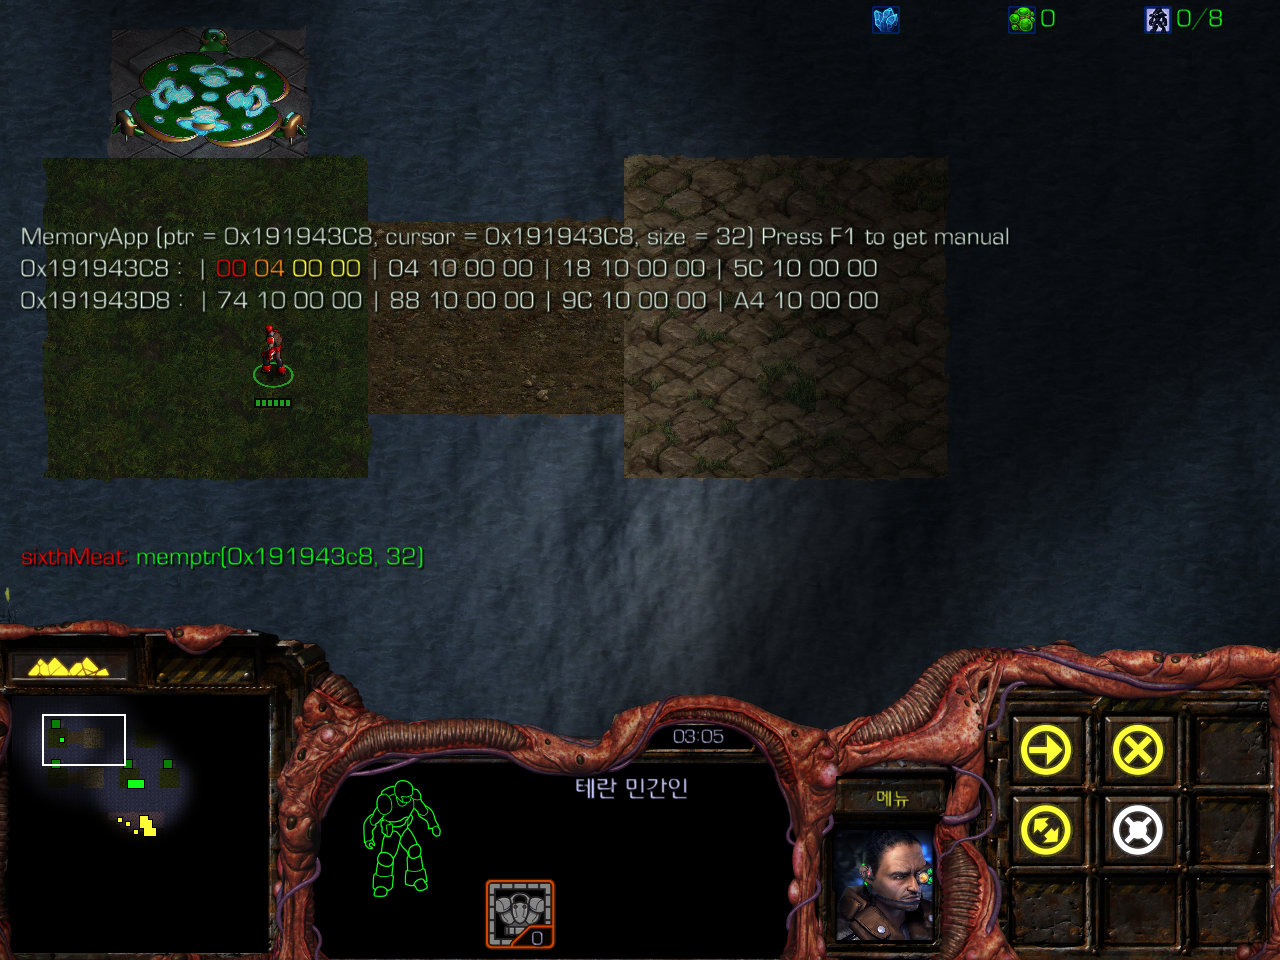 0
0/8
MemoryApp (ptr = 0x191943C8, cursor = 0x191943C8, size = 32) Press F1 to get manual
0x191943C8 : | 00 04 00 00 | 04 10 00 00 | 18 10 00 00 | 5C 10 00 00
0x191943D8 : | 74 10 00 00 | 88 10 00 00 | 9C 10 00 00 | A4 10 00 00
sixthMeat: memptr(0x191943c8, 32)
03:05
테란 민간인
메뉴
0